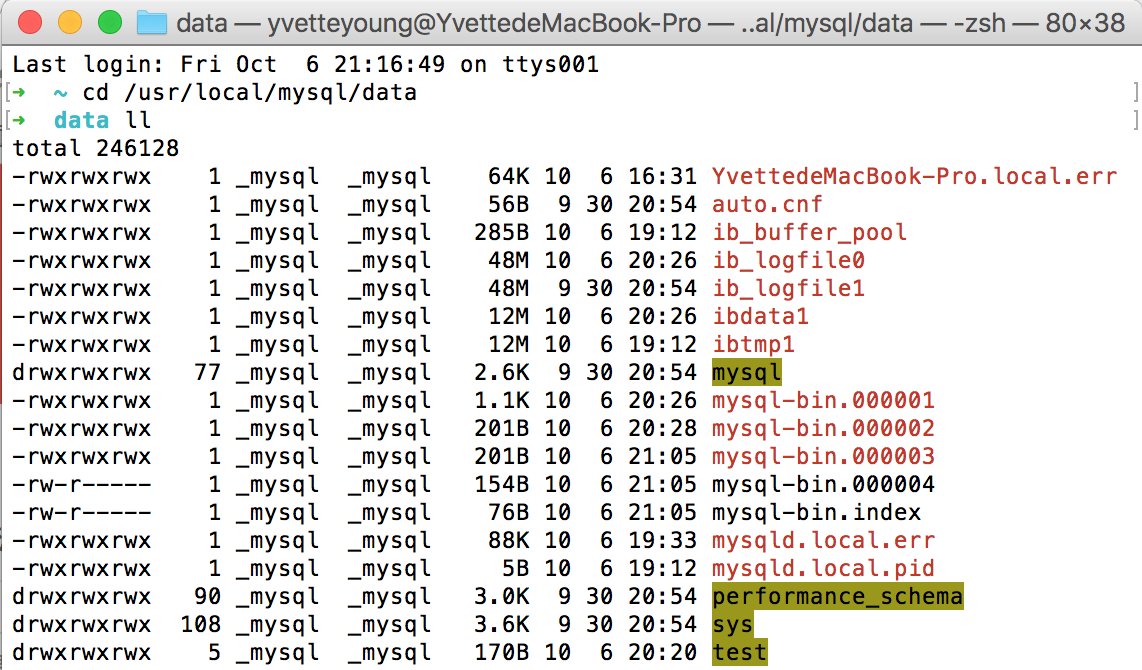 data — yvetteyoung@YvettedeMacBook-Pro — ..al/mysql/data — -zsh — 80×38
Last login: Fri Oct  6 21:16:49 on ttys001
[➜  ~ cd /usr/local/mysql/data ]
[➜  data ll ]
total 246128
-rwxrwxrwx    1 _mysql  _mysql    64K 10  6 16:31 YvettedeMacBook-Pro.local.err
-rwxrwxrwx    1 _mysql  _mysql    56B  9 30 20:54 auto.cnf
-rwxrwxrwx    1 _mysql  _mysql   285B 10  6 19:12 ib_buffer_pool
-rwxrwxrwx    1 _mysql  _mysql    48M 10  6 20:26 ib_logfile0
-rwxrwxrwx    1 _mysql  _mysql    48M  9 30 20:54 ib_logfile1
-rwxrwxrwx    1 _mysql  _mysql    12M 10  6 20:26 ibdata1
-rwxrwxrwx    1 _mysql  _mysql    12M 10  6 19:12 ibtmp1
drwxrwxrwx   77 _mysql  _mysql   2.6K  9 30 20:54 mysql
-rwxrwxrwx    1 _mysql  _mysql   1.1K 10  6 20:26 mysql-bin.000001
-rwxrwxrwx    1 _mysql  _mysql   201B 10  6 20:28 mysql-bin.000002
-rwxrwxrwx    1 _mysql  _mysql   201B 10  6 21:05 mysql-bin.000003
-rw-r-----    1 _mysql  _mysql   154B 10  6 21:05 mysql-bin.000004
-rw-r-----    1 _mysql  _mysql    76B 10  6 21:05 mysql-bin.index
-rwxrwxrwx    1 _mysql  _mysql    88K 10  6 19:33 mysqld.local.err
-rwxrwxrwx    1 _mysql  _mysql     5B 10  6 19:12 mysqld.local.pid
drwxrwxrwx   90 _mysql  _mysql   3.0K  9 30 20:54 performance_schema
drwxrwxrwx  108 _mysql  _mysql   3.6K  9 30 20:54 sys
drwxrwxrwx    5 _mysql  _mysql   170B 10  6 20:20 test